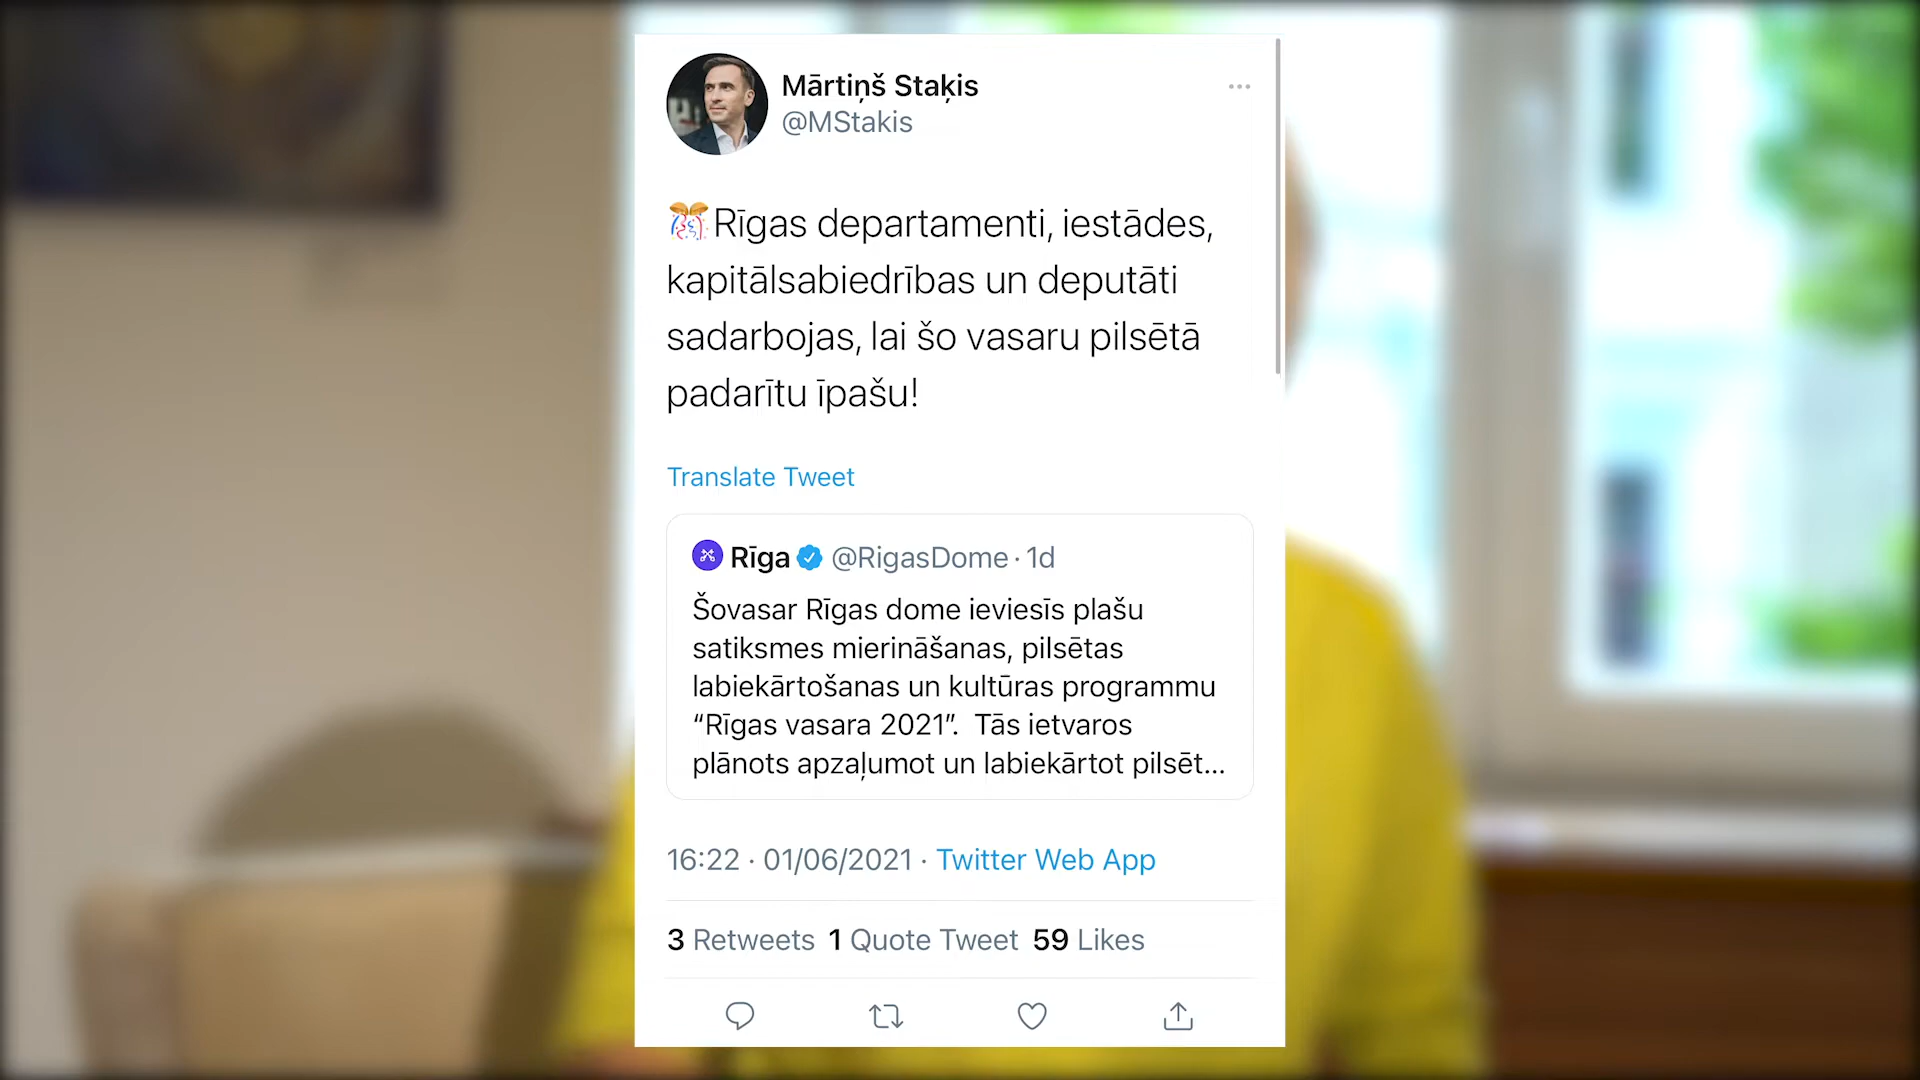 Mārtiņš Staķis
@MStakis
🎊Rīgas departamenti, iestādes,
kapitālsabiedrības un deputāti
sadarbojas, lai šo vasaru pilsētā
padarītu īpašu!
Translate Tweet
Rīga @RigasDome · 1d
Šovasar Rīgas dome ieviesīs plašu
satiksmes mierināšanas, pilsētas
labiekārtošanas un kultūras programmu
“Rīgas vasara 2021”. Tās ietvaros
plānots apzaļumot un labiekārtot pilsēt...
16:22 · 01/06/2021 · Twitter Web App
3 Retweets 1 Quote Tweet 59 Likes